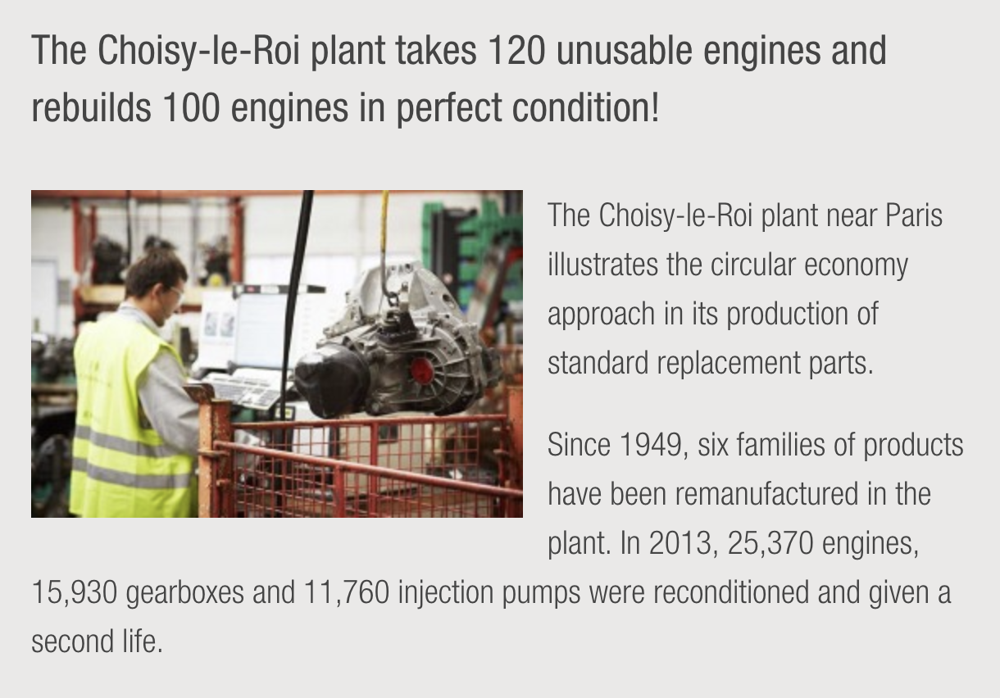 The Choisy-le-Roi plant takes 120 unusable engines and
rebuilds 100 engines in perfect condition!
The Choisy-le-Roi plant near Paris
illustrates the circular economy
approach in its production of
standard replacement parts.
Since 1949, six families of products
have been remanufactured in the
plant. In 2013, 25,370 engines,
15,930 gearboxes and 11,760 injection pumps were reconditioned and given a
second life.